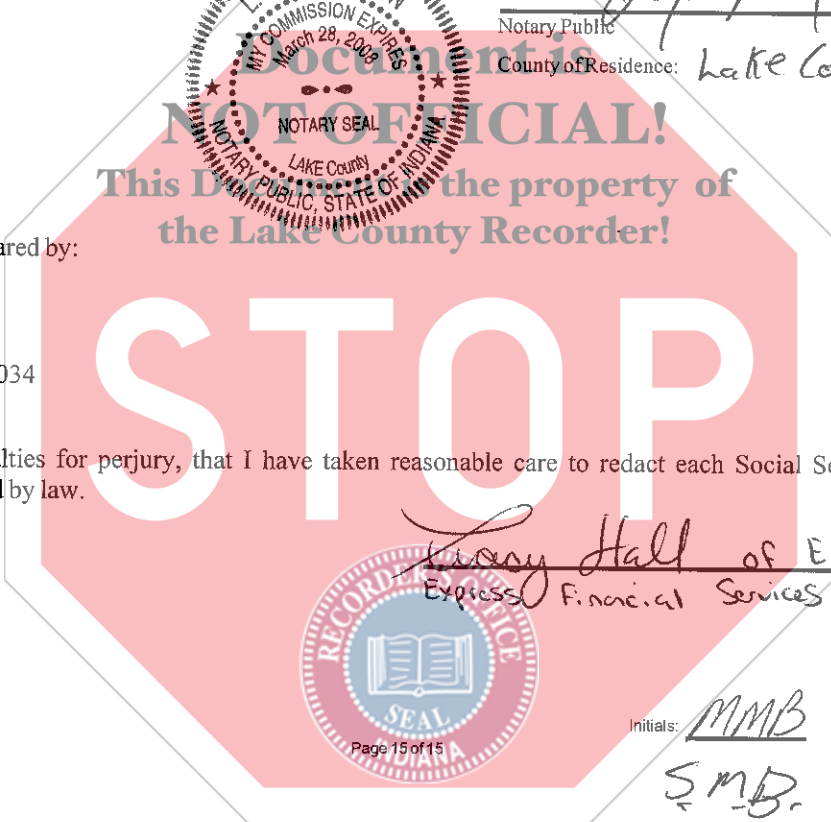 MY COMMISSION EXPIRES
March 28, 2008
NOTARY SEAL
LAKE County
NOTARY PUBLIC, STATE OF INDIANA
Notary Public
County of Residence: Lake Co
Document is
NOT OFFICIAL!
This Document is the property of
the Lake County Recorder!
ared by:
034
STOP
lties for perjury, that I have taken reasonable care to redact each Social Se
d by law.
Hall of E
Express Financial Services
RECORDER'S OFFICE
SEAL
INDIANA
Page 15 of 15
Initials: MMB
S.M.B.